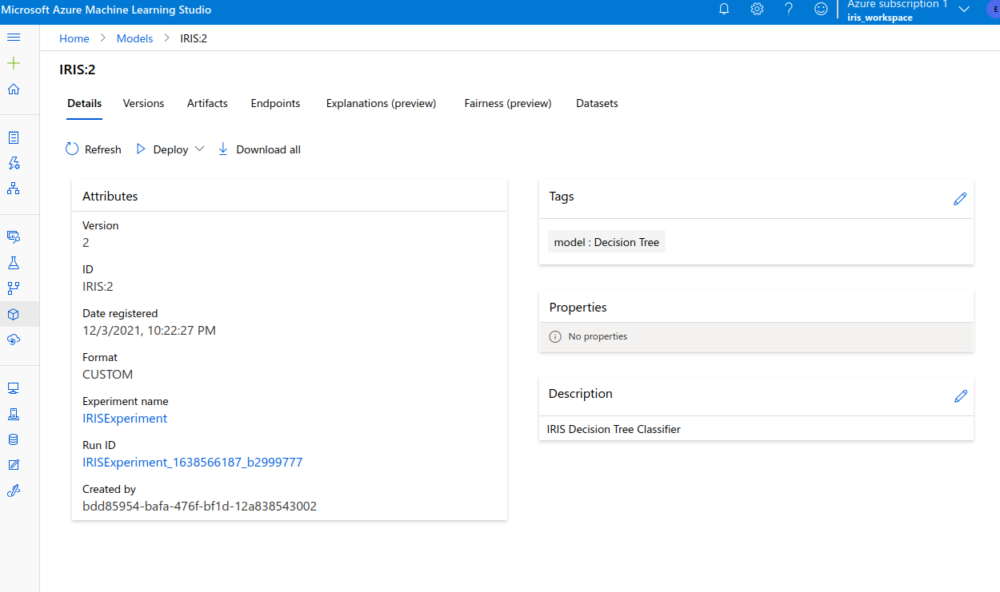 Microsoft Azure Machine Learning Studio
Azure subscription 1
iris_workspace
E
Home > Models > IRIS:2
IRIS:2
Details Versions Artifacts Endpoints Explanations (preview) Fairness (preview) Datasets
Refresh Deploy Download all
Attributes
Version
2
ID
IRIS:2
Date registered
12/3/2021, 10:22:27 PM
Format
CUSTOM
Experiment name
IRISExperiment
Run ID
IRISExperiment_1638566187_b2999777
Created by
bdd85954-bafa-476f-bf1d-12a838543002
Tags
model : Decision Tree
Properties
No properties
Description
IRIS Decision Tree Classifier